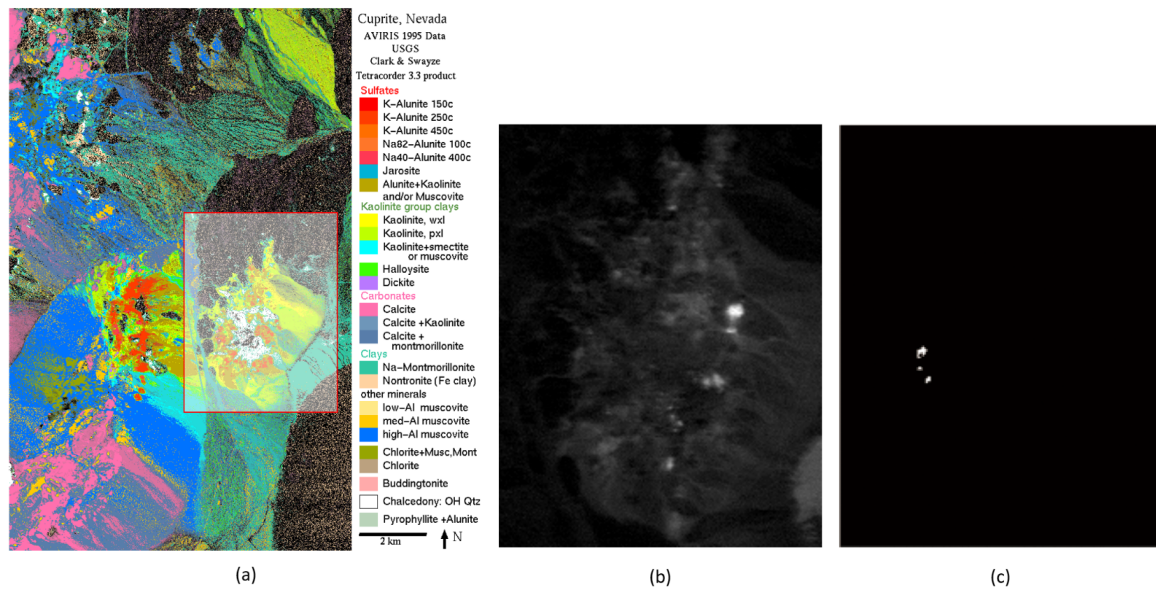 Cuprite, Nevada
AVIRIS 1995 Data
USGS
Clark & Swayze
Tetracorder 3.3 product
Sulfates
K-Alunite 150c
K-Alunite 250c
K-Alunite 450c
Na82-Alunite 100c
Na40-Alunite 400c
Jarosite
Alunite+Kaolinite
and/or Muscovite
Kaolinite group clays
Kaolinite, wxl
Kaolinite, pxl
Kaolinite+smectite
or muscovite
Halloysite
Dickite
Carbonates
Calcite
Calcite +Kaolinite
Calcite +
montmorillonite
Clays
Na-Montmorillonite
Nontronite (Fe clay)
other minerals
low-Al muscovite
med-Al muscovite
high-Al muscovite
Chlorite+Musc,Mont
Chlorite
Buddingtonite
Chalcedony: OH Qtz
Pyrophyllite +Alunite
2 km
N
(a)
(b)
(c)